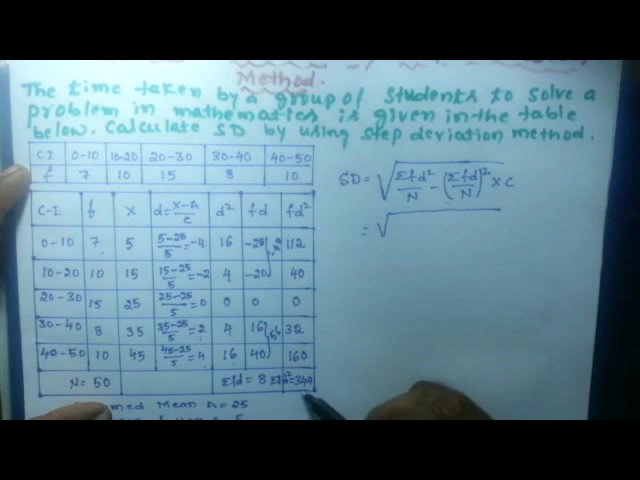 Method.
The time taken by a group of students to solve a
problem in mathematics is given in the table
below. Calculate SD by using step deviation method.
CI 0-10 10-20 20-30 30-40 40-50
f 7 10 15 8 10
SD = √(Σfd²/N - (Σfd/N)²) × C
= √
C-I f X d = (X-A)/C d² fd fd²
0-10 7 5 (5-25)/5 = -4 16 -28 112
10-20 10 15 (15-25)/5 = -2 4 -20 40
20-30 15 25 (25-25)/5 = 0 0 0 0
30-40 8 35 (35-25)/5 = 2 4 16 32
40-50 10 45 (45-25)/5 = 4 16 40 160
N = 50 Σfd = 8 Σfd² = 344
Mean A = 25